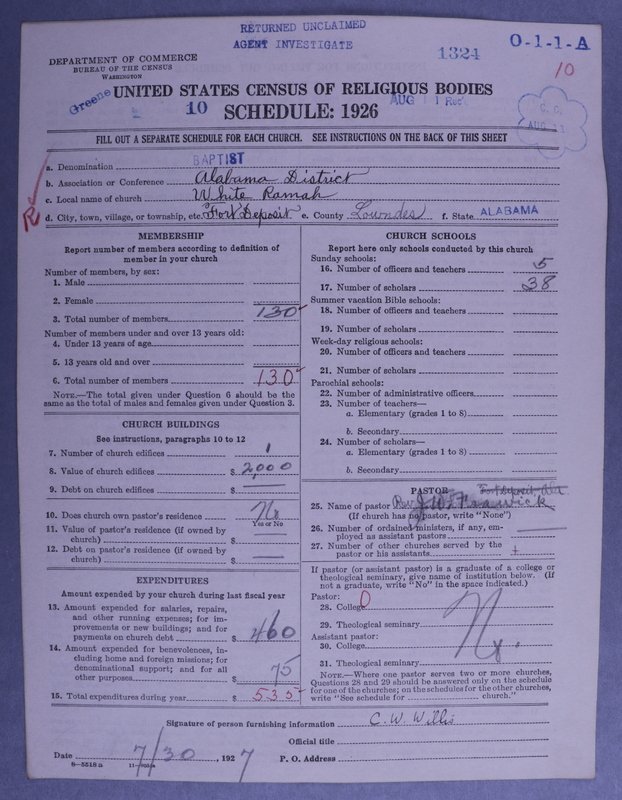 RETURNED UNCLAIMED
AGENT INVESTIGATE
1324
O-1-1-A
10
DEPARTMENT OF COMMERCE
BUREAU OF THE CENSUS
WASHINGTON
Greene
10
AUG 11 Rec'd
C. C.
AUG
UNITED STATES CENSUS OF RELIGIOUS BODIES
SCHEDULE: 1926
FILL OUT A SEPARATE SCHEDULE FOR EACH CHURCH. SEE INSTRUCTIONS ON THE BACK OF THIS SHEET
a. Denomination BAPTIST
b. Association or Conference Alabama District
c. Local name of church White Ramah
d. City, town, village, or township, etc. Fort Deposit e. County Lowndes f. State ALABAMA
MEMBERSHIP
Report number of members according to definition of
member in your church
Number of members, by sex:
1. Male
2. Female
3. Total number of members 130
Number of members under and over 13 years old:
4. Under 13 years of age
5. 13 years old and over
6. Total number of members 130
NOTE.—The total given under Question 6 should be
same as the total of males and females given under Question 3.
CHURCH BUILDINGS
See instructions, paragraphs 10 to 12
7. Number of church edifices 1
8. Value of church edifices $ 2,000
9. Debt on church edifices $
10. Does church own pastor's residence No
Yes or No
11. Value of pastor's residence (if owned by
church) $
12. Debt on pastor's residence (if owned by
church) $
EXPENDITURES
Amount expended by your church during last fiscal year
13. Amount expended for salaries, repairs,
and other running expenses; for im-
provements or new buildings; and for
payments on church debt $ 460
14. Amount expended for benevolences, in-
cluding home and foreign missions; for
denominational support; and for all
other purposes $ 75
15. Total expenditures during year $ 535
CHURCH SCHOOLS
Report here only schools conducted by this church
Sunday schools:
16. Number of officers and teachers 5
17. Number of scholars 38
Summer vacation Bible schools:
18. Number of officers and teachers
19. Number of scholars
Week-day religious schools:
20. Number of officers and teachers
21. Number of scholars
Parochial schools:
22. Number of administrative officers
23. Number of teachers—
a. Elementary (grades 1 to 8)
b. Secondary
24. Number of scholars—
a. Elementary (grades 1 to 8)
b. Secondary
PASTOR Fort Deposit, Ala
25. Name of pastor Rev J. W. Frawick
(If church has no pastor, write "None")
26. Number of ordained ministers, if any, em-
ployed as assistant pastors
27. Number of other churches served by the
pastor or his assistants
If pastor (or assistant pastor) is a graduate of a college or
theological seminary, give name of institution below. (If
not a graduate, write "No" in the space indicated.)
Pastor:
28. College 0
29. Theological seminary No.
Assistant pastor:
30. College
31. Theological seminary
NOTE.—Where one pastor serves two or more churches,
Questions 28 and 29 should be answered only on the schedule
for one of the churches; on the schedules for the other churches,
write "See schedule for church."
Signature of person furnishing information C. W. Willis
Official title
Date 7/30, 1927 P. O. Address
8-5518a